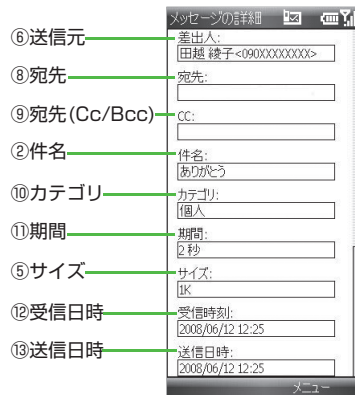 メッセージの詳細
⑥送信元
差出人:
田越 綾子<090XXXXXXXX>
⑧宛先
宛先:
⑨宛先(Cc/Bcc)
CC:
②件名
件名:
ありがとう
⑩カテゴリ
カテゴリ:
個人
⑪期間
期間:
2 秒
⑤サイズ
サイズ:
1K
⑫受信日時
受信時刻:
2008/06/12 12:25
⑬送信日時
送信日時:
2008/06/12 12:25
メニュー